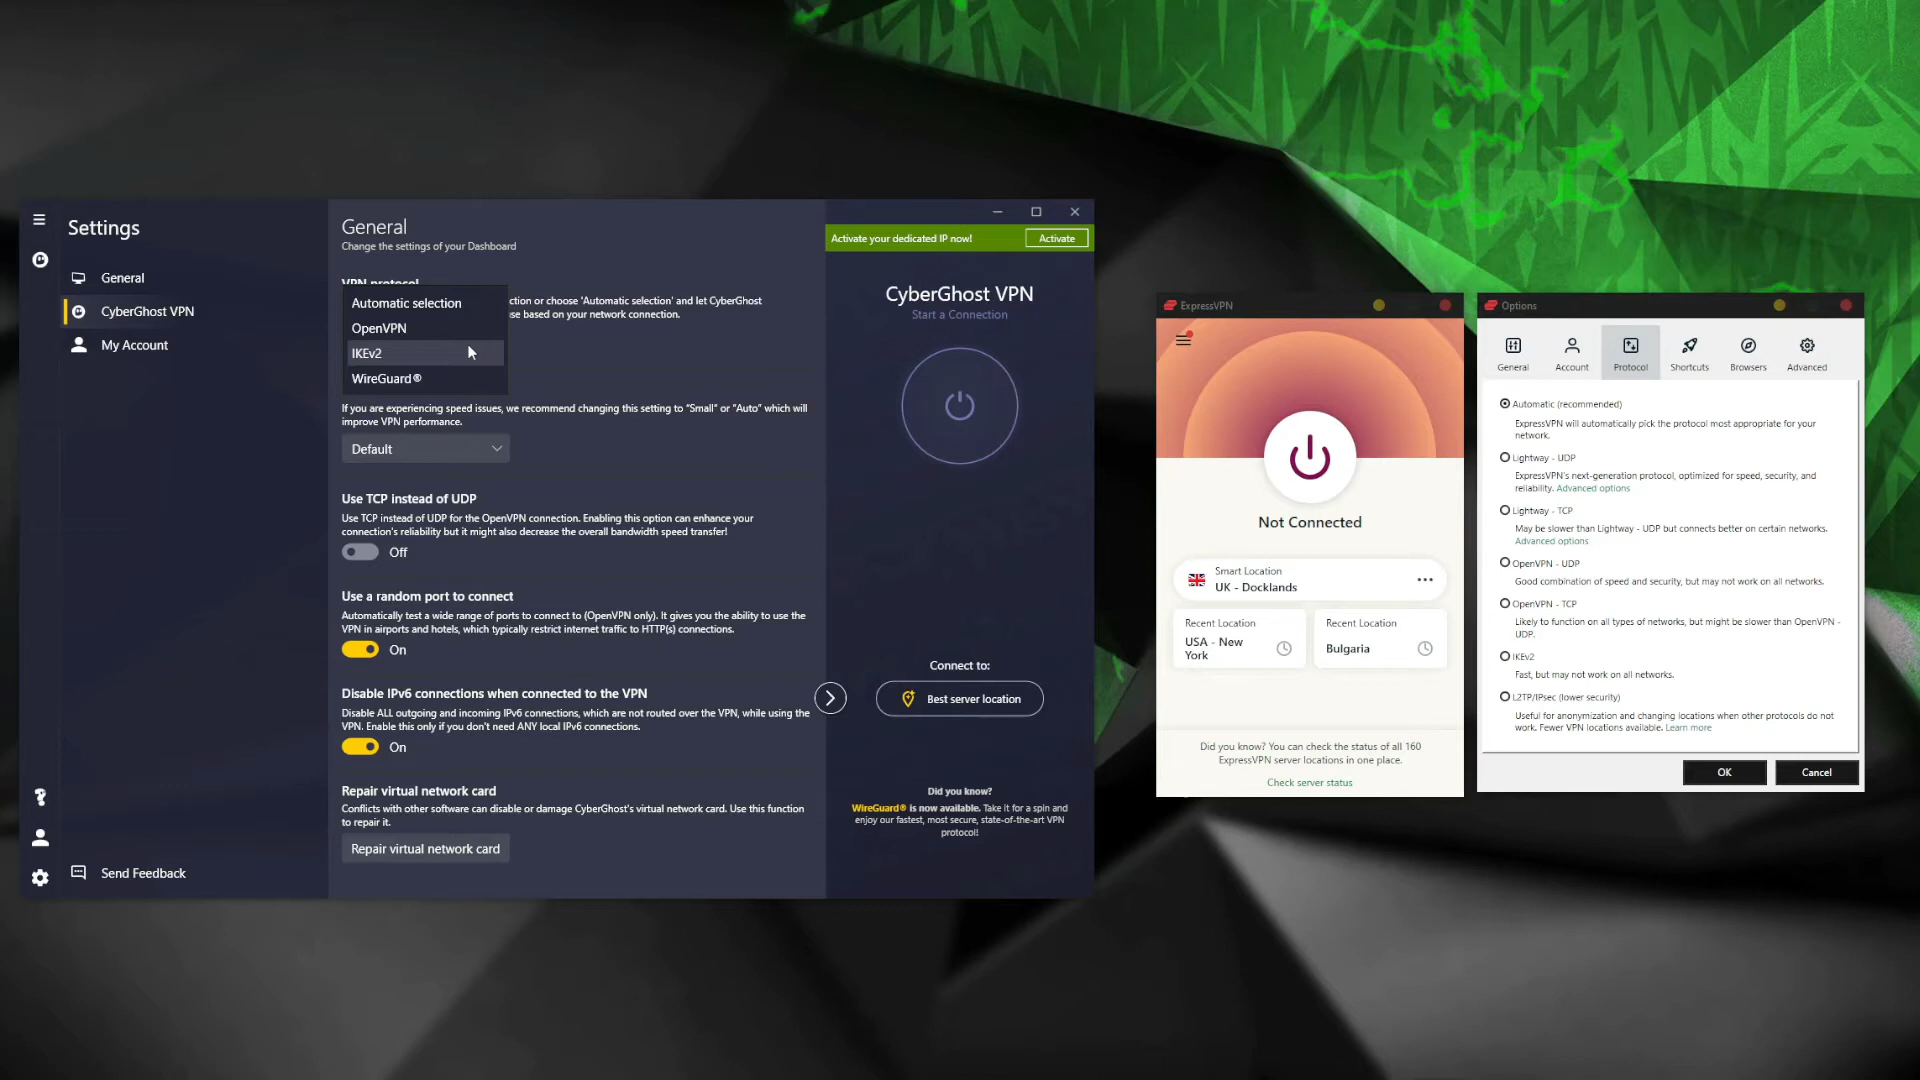 Settings
General
CyberGhost VPN
My Account
Send Feedback
General
Change the settings of your Dashboard
VPN protocol
ction or choose 'Automatic selection' and let CyberGhost
use based on your network connection.
Automatic selection
OpenVPN
IKEv2
WireGuard®
If you are experiencing speed issues, we recommend changing this setting to "Small" or "Auto" which will
improve VPN performance.
Default
Use TCP instead of UDP
Use TCP instead of UDP for the OpenVPN connection. Enabling this option can enhance your
connection's reliability but it might also decrease the overall bandwidth speed transfer!
Off
Use a random port to connect
Automatically test a wide range of ports to connect to (OpenVPN only). It gives you the ability to use the
VPN in airports and hotels, which typically restrict internet traffic to HTTP(s) connections.
On
Disable IPv6 connections when connected to the VPN
Disable ALL outgoing and incoming IPv6 connections, which are not routed over the VPN, while using the
VPN. Enable this only if you don't need ANY local IPv6 connections.
On
Repair virtual network card
Conflicts with other software can disable or damage CyberGhost's virtual network card. Use this function
to repair it.
Repair virtual network card
Activate your dedicated IP now!
Activate
CyberGhost VPN
Start a Connection
Connect to:
Best server location
Did you know?
WireGuard® is now available. Take it for a spin and
enjoy our fastest, most secure, state-of-the-art VPN
protocol!
ExpressVPN
Not Connected
Smart Location
UK - Docklands
Recent Location
USA - New
York
Recent Location
Bulgaria
Did you know? You can check the status of all 160
ExpressVPN server locations in one place.
Check server status
Options
General
Account
Protocol
Shortcuts
Browsers
Advanced
Automatic (recommended)
ExpressVPN will automatically pick the protocol most appropriate for your
network.
Lightway - UDP
ExpressVPN's next-generation protocol, optimized for speed, security, and
reliability. Advanced options
Lightway - TCP
May be slower than Lightway - UDP but connects better on certain networks.
Advanced options
OpenVPN - UDP
Good combination of speed and security, but may not work on all networks.
OpenVPN - TCP
Likely to function on all types of networks, but might be slower than OpenVPN -
UDP.
IKEv2
Fast, but may not work on all networks.
L2TP/IPsec (lower security)
Useful for anonymization and changing locations when other protocols do not
work. Fewer VPN locations available. Learn more
OK
Cancel